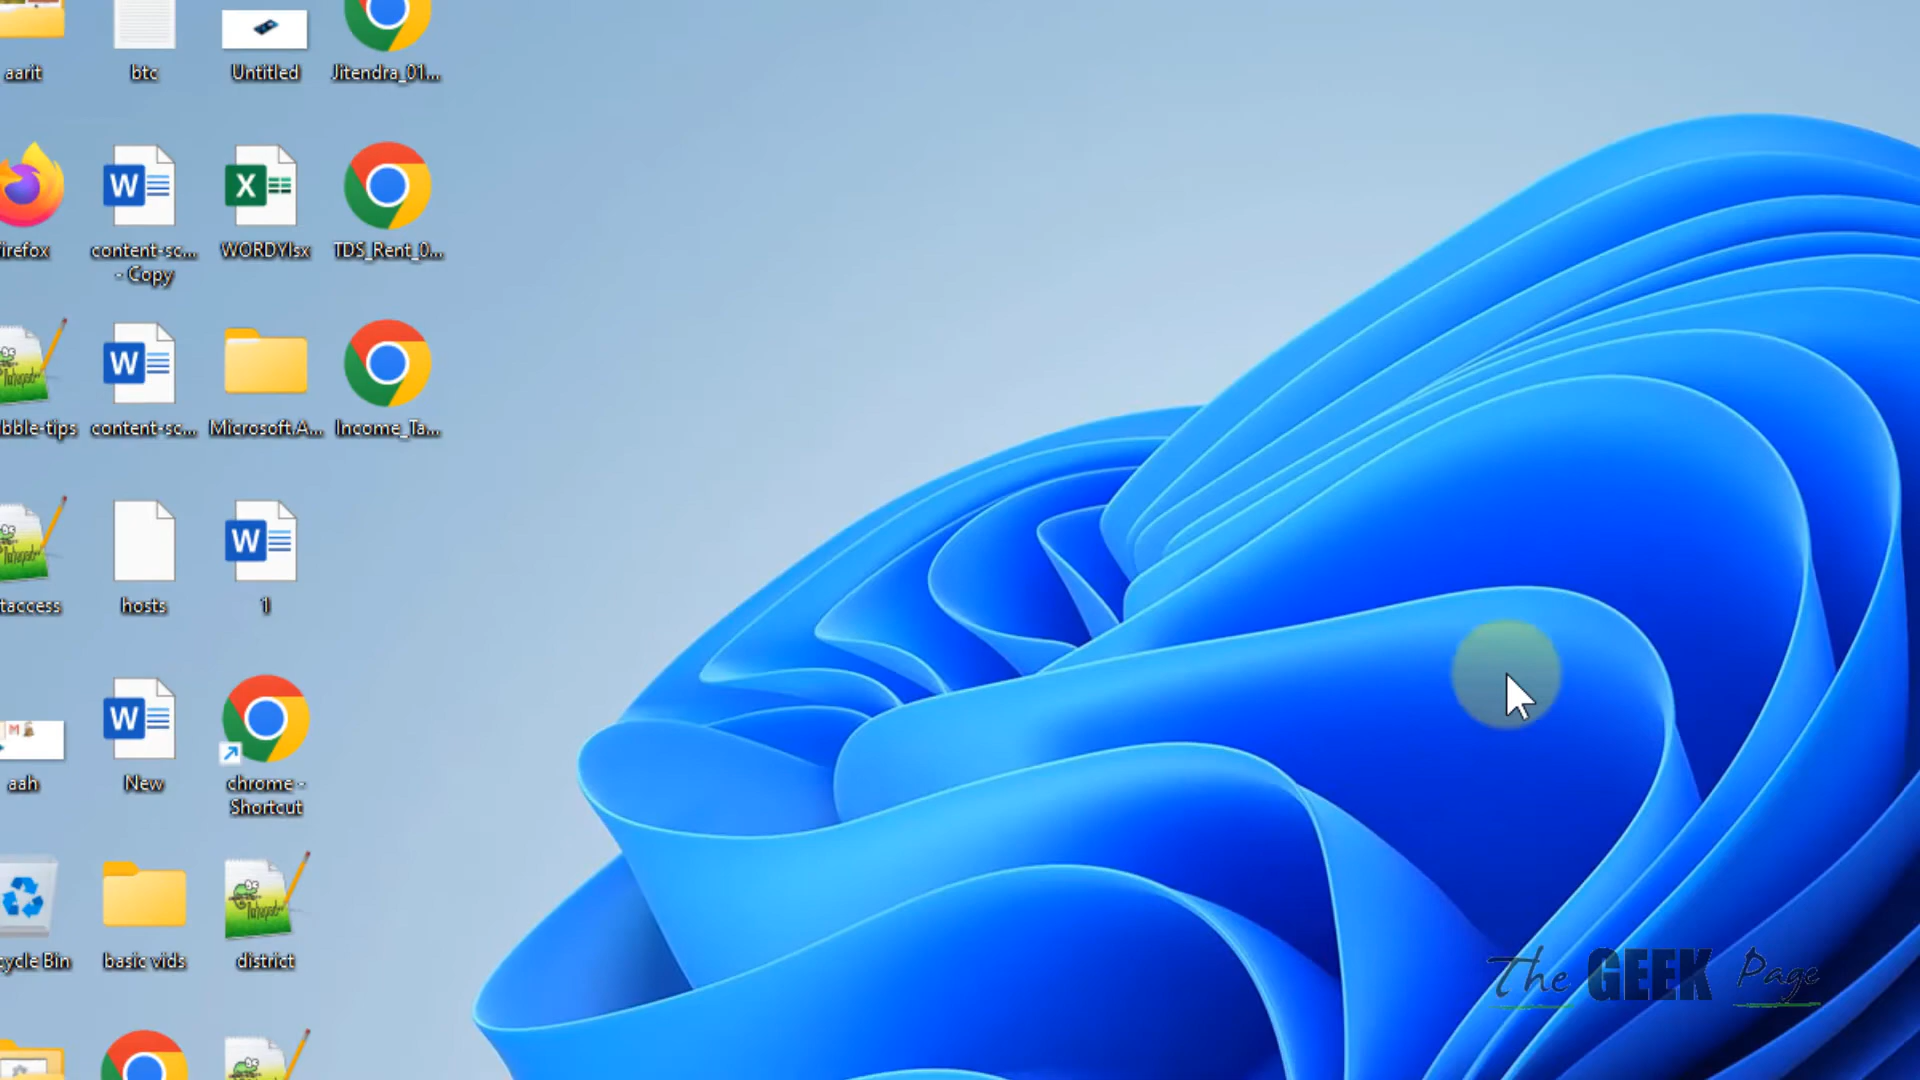 aarit
btc
Untitled
Jitendra_01...
irefox
content-sc...
- Copy
WORDYlsx
TDS_Rent_0...
bble-tips
content-sc...
Microsoft.A...
Income_Ta...
taccess
hosts
1
aah
New
chrome -
Shortcut
cycle Bin
basic vids
district
The GEEK Page